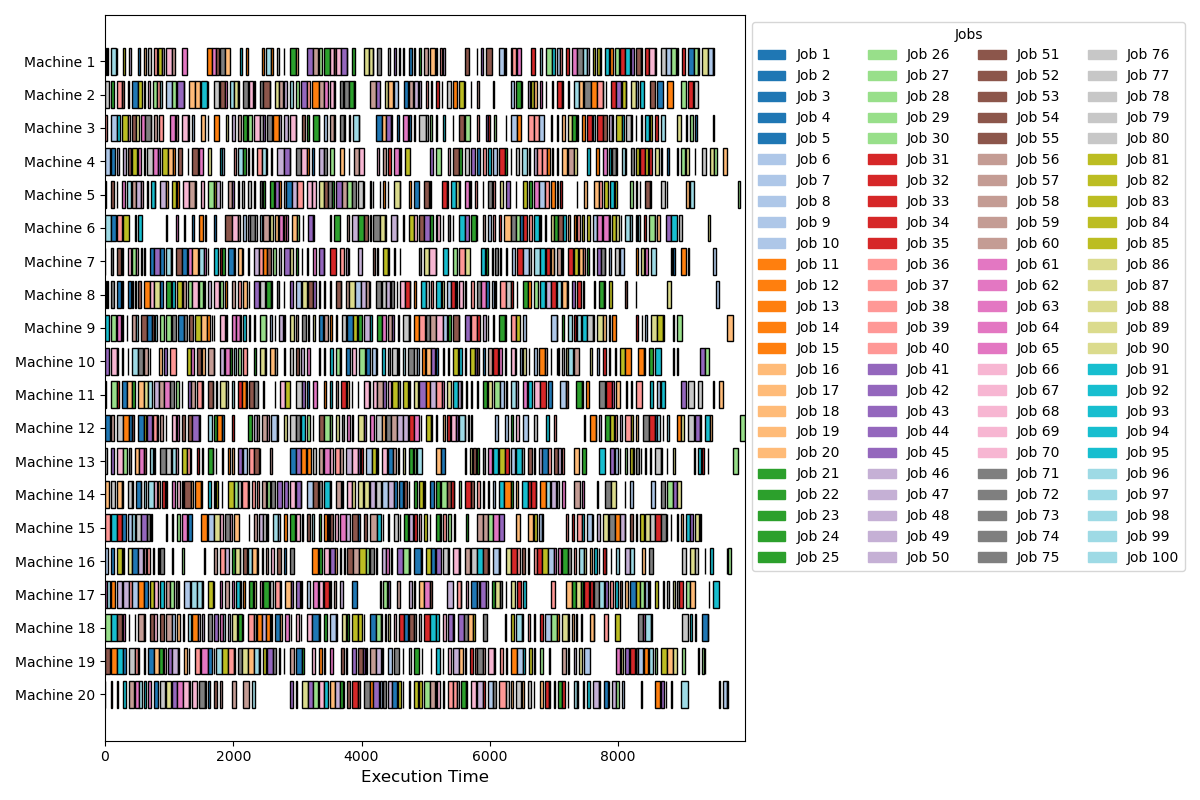 Machine 1
Machine 2
Machine 3
Machine 4
Machine 5
Machine 6
Machine 7
Machine 8
Machine 9
Machine 10
Machine 11
Machine 12
Machine 13
Machine 14
Machine 15
Machine 16
Machine 17
Machine 18
Machine 19
Machine 20
0 2000 4000 6000 8000
Execution Time
Jobs
Job 1 Job 26 Job 51 Job 76
Job 2 Job 27 Job 52 Job 77
Job 3 Job 28 Job 53 Job 78
Job 4 Job 29 Job 54 Job 79
Job 5 Job 30 Job 55 Job 80
Job 6 Job 31 Job 56 Job 81
Job 7 Job 32 Job 57 Job 82
Job 8 Job 33 Job 58 Job 83
Job 9 Job 34 Job 59 Job 84
Job 10 Job 35 Job 60 Job 85
Job 11 Job 36 Job 61 Job 86
Job 12 Job 37 Job 62 Job 87
Job 13 Job 38 Job 63 Job 88
Job 14 Job 39 Job 64 Job 89
Job 15 Job 40 Job 65 Job 90
Job 16 Job 41 Job 66 Job 91
Job 17 Job 42 Job 67 Job 92
Job 18 Job 43 Job 68 Job 93
Job 19 Job 44 Job 69 Job 94
Job 20 Job 45 Job 70 Job 95
Job 21 Job 46 Job 71 Job 96
Job 22 Job 47 Job 72 Job 97
Job 23 Job 48 Job 73 Job 98
Job 24 Job 49 Job 74 Job 99
Job 25 Job 50 Job 75 Job 100